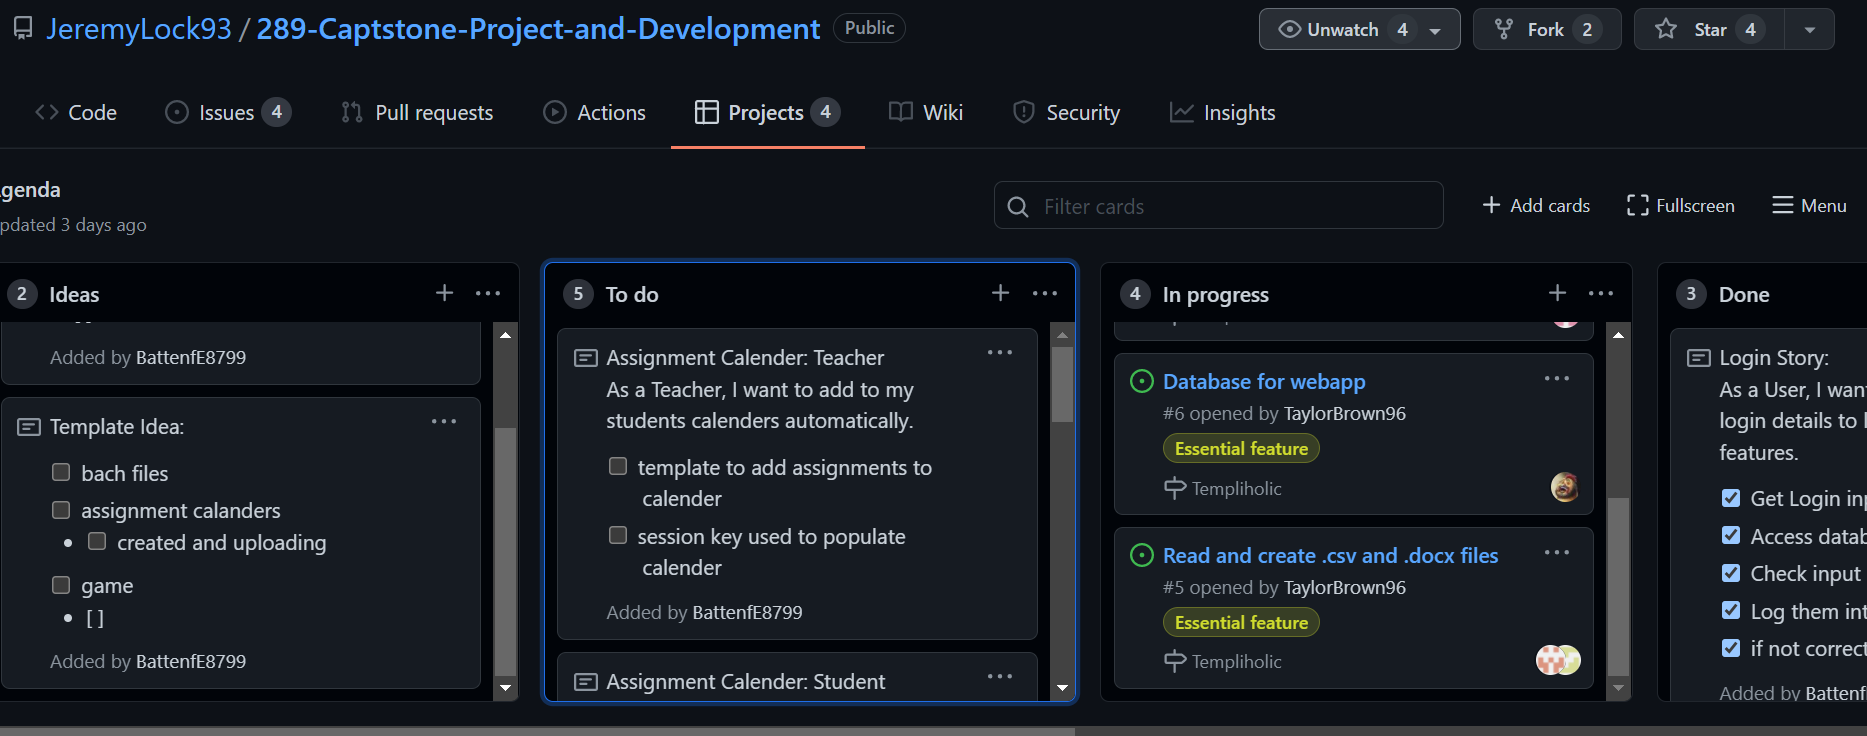 JeremyLock93 / 289-Captstone-Project-and-Development Public
Unwatch 4 Fork 2 Star 4
Code Issues 4 Pull requests Actions Projects 4 Wiki Security Insights
genda
pdated 3 days ago
Filter cards
Add cards Fullscreen Menu
2 Ideas
Added by BattenfE8799
Template Idea:
bach files
assignment calanders
created and uploading
game
[ ]
Added by BattenfE8799
5 To do
Assignment Calender: Teacher
As a Teacher, I want to add to my
students calenders automatically.
template to add assignments to
calender
session key used to populate
calender
Added by BattenfE8799
Assignment Calender: Student
4 In progress
Database for webapp
#6 opened by TaylorBrown96
Essential feature
Templiholic
Read and create .csv and .docx files
#5 opened by TaylorBrown96
Essential feature
Templiholic
3 Done
Login Story:
As a User, I wan
login details to
features.
Get Login in
Access datab
Check input
Log them int
if not correct
Added by Battenf